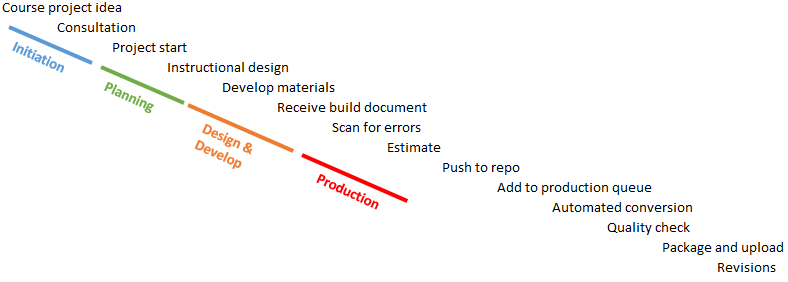 Course project idea
Consultation
Project start
Instructional design
Develop materials
Receive build document
Scan for errors
Estimate
Push to repo
Add to production queue
Automated conversion
Quality check
Package and upload
Revisions
Initiation
Planning
Design &
Develop
Production